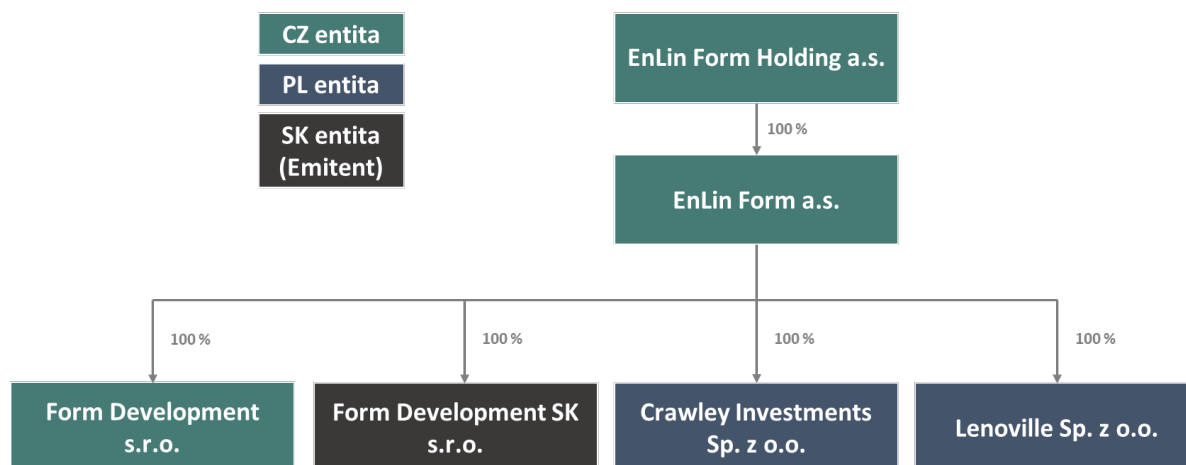 CZ entita
PL entita
SK entita
(Emitent)
EnLin Form Holding a.s.
100 %
EnLin Form a.s.
100 %
100 %
100 %
100 %
Form Development
s.r.o.
Form Development SK
s.r.o.
Crawley Investments
Sp. z o.o.
Lenoville Sp. z o.o.